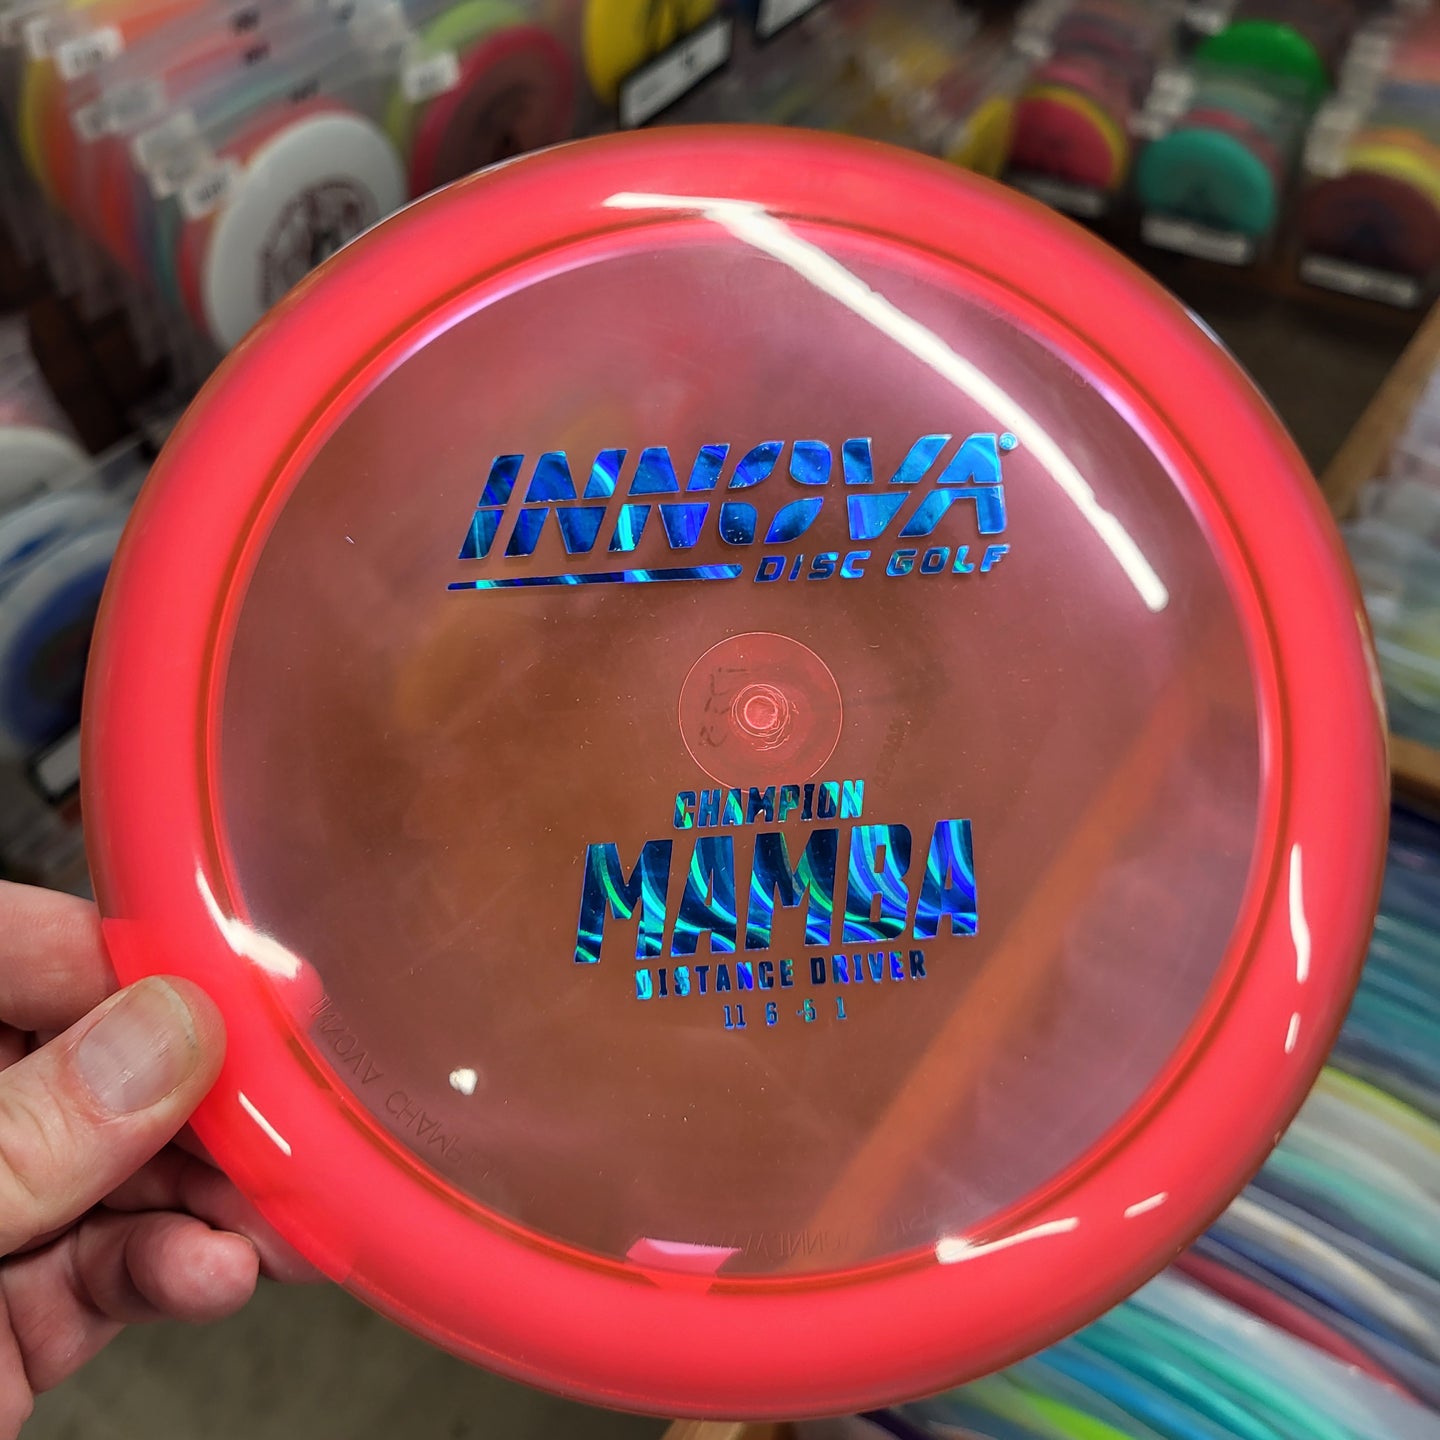 INNOVA®
DISC GOLF
CHAMPION
MAMBA
DISTANCE DRIVER
11 6 -5 1